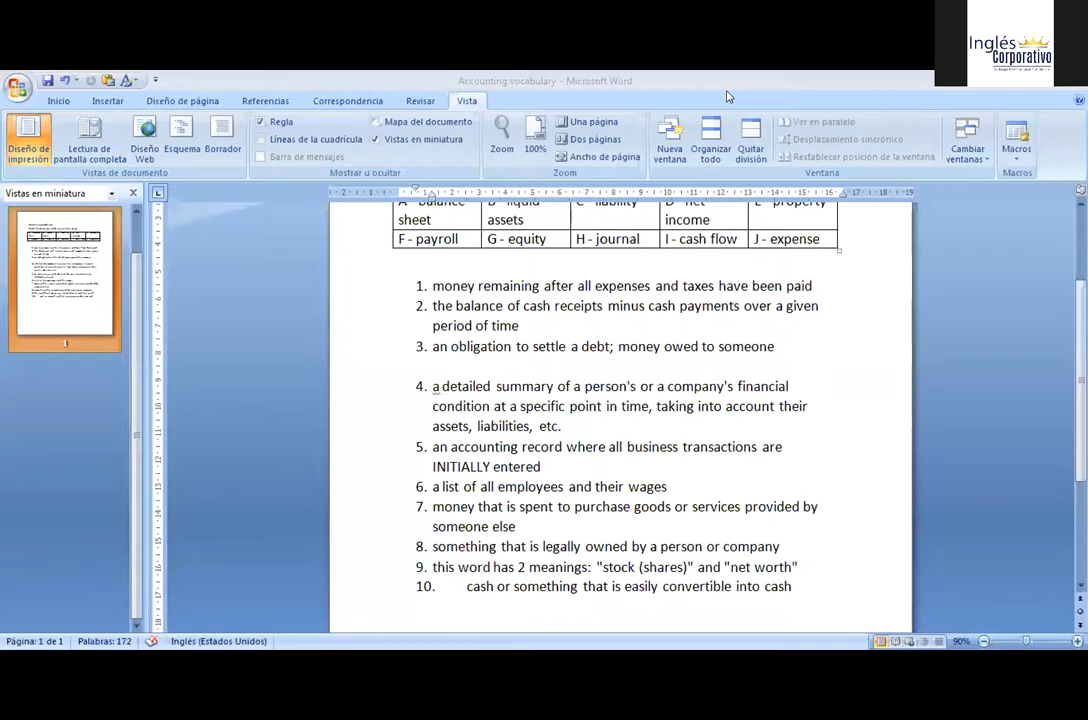 Inglés
Corporativo
Accounting vocabulary - Microsoft Word
Inicio Insertar Diseño de página Referencias Correspondencia Revisar Vista
Diseño de impresión
Lectura de pantalla completa
Diseño Web
Esquema
Borrador
Vistas de documento
Regla
Líneas de la cuadrícula
Barra de mensajes
Mapa del documento
Vistas en miniatura
Mostrar u ocultar
Zoom
100%
Una página
Dos páginas
Ancho de página
Zoom
Nueva ventana
Organizar todo
Quitar división
Ver en paralelo
Desplazamiento sincrónico
Restablecer posición de la ventana
Ventana
Cambiar ventanas
Macros
Macros
Vistas en miniatura
1
A - balance sheet
B - liquid assets
C - liability
D - net income
E - property
F - payroll G - equity H - journal I - cash flow J - expense
1. money remaining after all expenses and taxes have been paid
2. the balance of cash receipts minus cash payments over a given
period of time
3. an obligation to settle a debt; money owed to someone
4. a detailed summary of a person's or a company's financial
condition at a specific point in time, taking into account their
assets, liabilities, etc.
5. an accounting record where all business transactions are
INITIALLY entered
6. a list of all employees and their wages
7. money that is spent to purchase goods or services provided by
someone else
8. something that is legally owned by a person or company
9. this word has 2 meanings: "stock (shares)" and "net worth"
10. cash or something that is easily convertible into cash
Página: 1 de 1 Palabras: 172 Inglés (Estados Unidos) 90%